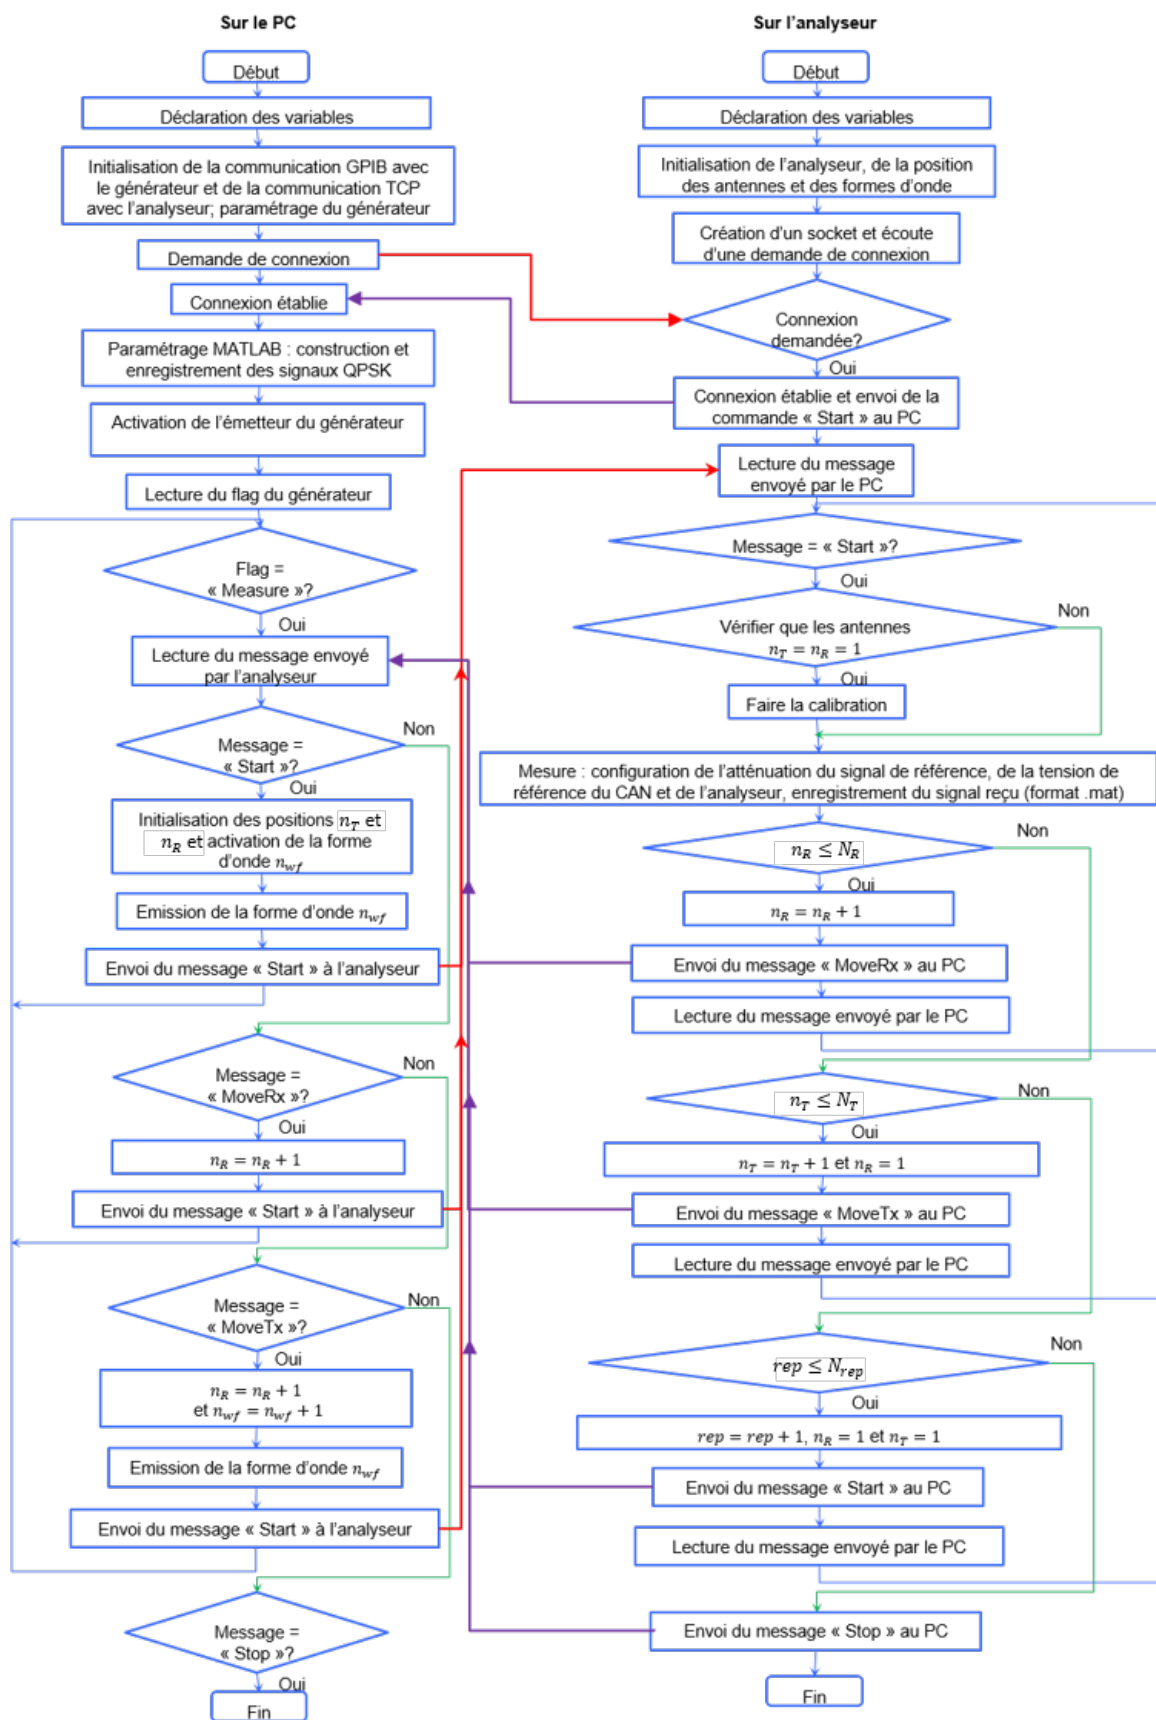 Sur le PC
Début
Déclaration des variables
Initialisation de la communication GPIB avec
le générateur et de la communication TCP
avec l'analyseur; paramétrage du générateur
Demande de connexion
Connexion établie
Paramétrage MATLAB : construction et
enregistrement des signaux QPSK
Activation de l'émetteur du générateur
Lecture du flag du générateur
Flag =
« Measure »?
Oui
Lecture du message envoyé
par l'analyseur
Message =
« Start »?
Non
Oui
Initialisation des positions n_T et
n_R et activation de la forme
d'onde n_wf
Emission de la forme d'onde n_wf
Envoi du message « Start » à l'analyseur
Message =
« MoveRx »?
Non
Oui
n_R = n_R + 1
Envoi du message « Start » à l'analyseur
Message =
« MoveTx »?
Non
Oui
n_R = n_R + 1
et n_wf = n_wf + 1
Emission de la forme d'onde n_wf
Envoi du message « Start » à l'analyseur
Message =
« Stop »?
Oui
Fin
Sur l'analyseur
Début
Déclaration des variables
Initialisation de l'analyseur, de la position
des antennes et des formes d'onde
Création d'un socket et écoute
d'une demande de connexion
Connexion
demandée?
Oui
Connexion établie et envoi de la
commande « Start » au PC
Lecture du message
envoyé par le PC
Message = « Start »?
Oui
Vérifier que les antennes
n_T = n_R = 1
Non
Oui
Faire la calibration
Mesure : configuration de l'atténuation du signal de référence, de la tension de
référence du CAN et de l'analyseur, enregistrement du signal reçu (format .mat)
n_R ≤ N_R
Non
Oui
n_R = n_R + 1
Envoi du message « MoveRx » au PC
Lecture du message envoyé par le PC
n_T ≤ N_T
Non
Oui
n_T = n_T + 1 et n_R = 1
Envoi du message « MoveTx » au PC
Lecture du message envoyé par le PC
rep ≤ N_rep
Non
Oui
rep = rep + 1, n_R = 1 et n_T = 1
Envoi du message « Start » au PC
Lecture du message envoyé par le PC
Envoi du message « Stop » au PC
Fin